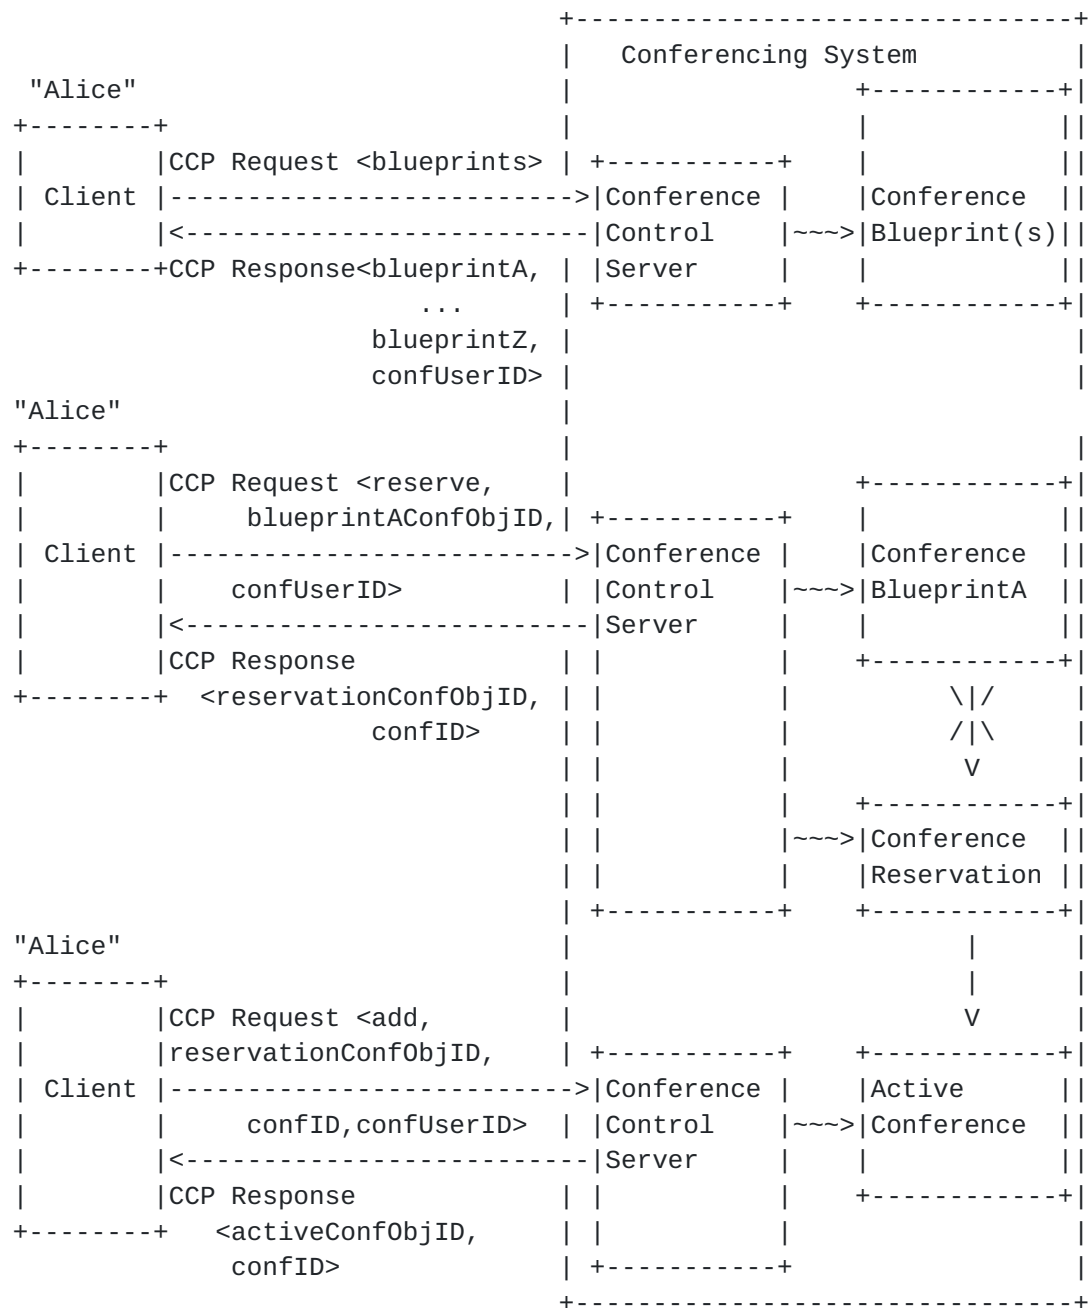 +--------------------------------+
|   Conferencing System          |
"Alice"                            |                  +------------+|
+--------+                         |                  |            ||
|        |CCP Request <blueprints> | +-----------+    |            ||
| Client |-------------------------->|Conference |    |Conference  ||
|        |<--------------------------|Control    |~~~>|Blueprint(s)||
+--------+CCP Response<blueprintA, | |Server     |    |            ||
...      | +-----------+    +------------+|
blueprintZ, |                                |
confUserID> |                                |
"Alice"                            |
+--------+                         |                                |
|        |CCP Request <reserve,    |                  +------------+|
|        |     blueprintAConfObjID,| +-----------+    |            ||
| Client |-------------------------->|Conference |    |Conference  ||
|        |    confUserID>          | |Control    |~~~>|BlueprintA  ||
|        |<--------------------------|Server     |    |            ||
|        |CCP Response             | |           |    +------------+|
+--------+  <reservationConfObjID, | |           |          \|/     |
confID>  | |           |          /|\     |
| |           |           V      |
| |           |    +------------+|
| |           |~~~>|Conference  ||
| |           |    |Reservation ||
| +-----------+    +------------+|
"Alice"                            |                         |      |
+--------+                         |                         |      |
|        |CCP Request <add,        |                         V      |
|        |reservationConfObjID,    | +-----------+    +------------+|
| Client |-------------------------->|Conference |    |Active      ||
|        |     confID,confUserID>  | |Control    |~~~>|Conference  ||
|        |<--------------------------|Server     |    |            ||
|        |CCP Response             | |           |    +------------+|
+--------+   <activeConfObjID,     | |           |                  |
confID>              | +-----------+                  |
+--------------------------------+